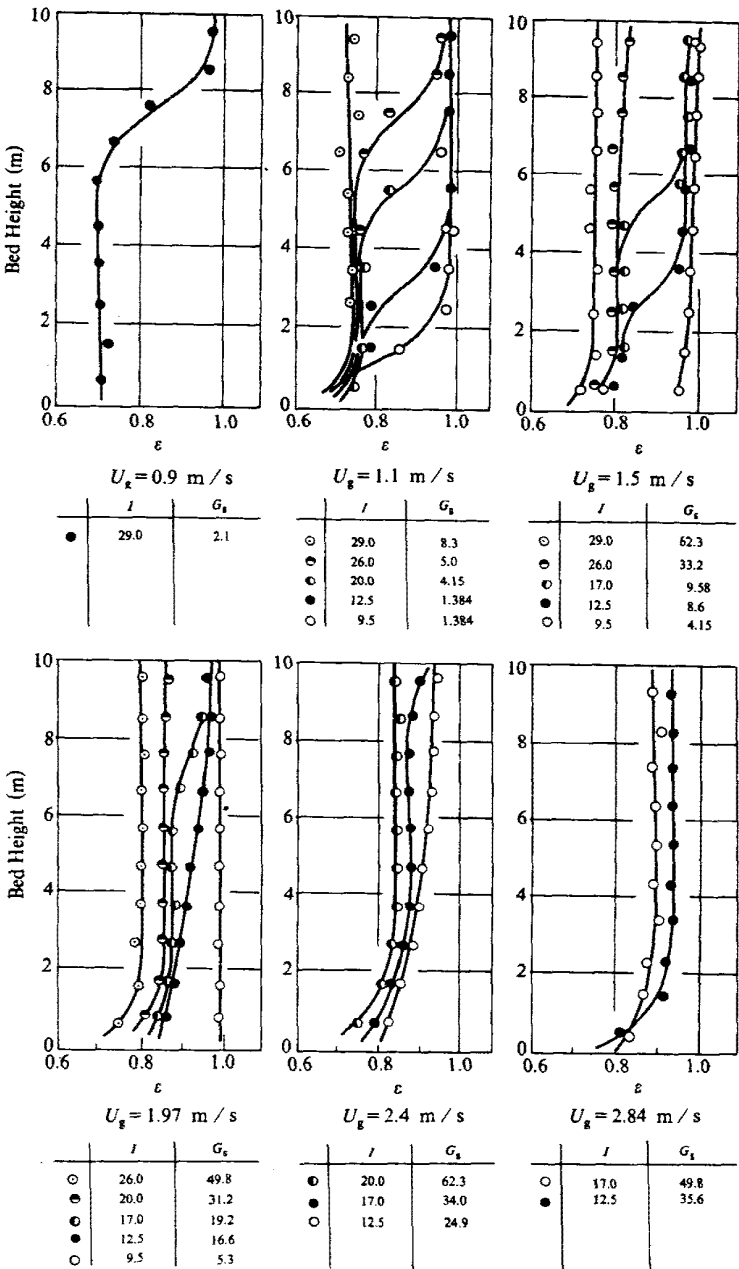 Bed Height (m)
10
8
6
4
2
0
0.6 0.8 1.0
ε
U_g = 0.9 m / s
I G_s
● 29.0 2.1
10
8
6
4
2
0
0.6 0.8 1.0
ε
U_g = 1.1 m / s
I G_s
⊙ 29.0 8.3
◓ 26.0 5.0
◐ 20.0 4.15
● 12.5 1.384
○ 9.5 1.384
10
8
6
4
2
0
0.6 0.8 1.0
ε
U_g = 1.5 m / s
I G_s
⊙ 29.0 62.3
◓ 26.0 33.2
◐ 17.0 9.58
● 12.5 8.6
○ 9.5 4.15
Bed Height (m)
10
8
6
4
2
0
0.6 0.8 1.0
ε
U_g = 1.97 m / s
I G_s
⊙ 26.0 49.8
◓ 20.0 31.2
◐ 17.0 19.2
● 12.5 16.6
○ 9.5 5.3
10
8
6
4
2
0
0.6 0.8 1.0
ε
U_g = 2.4 m / s
I G_s
◐ 20.0 62.3
● 17.0 34.0
○ 12.5 24.9
10
8
6
4
2
0
0.6 0.8 1.0
ε
U_g = 2.84 m / s
I G_s
○ 17.0 49.8
● 12.5 35.6